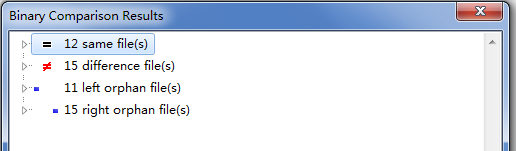 Binary Comparison Results
= 12 same file(s)
≠ 15 difference file(s)
11 left orphan file(s)
15 right orphan file(s)